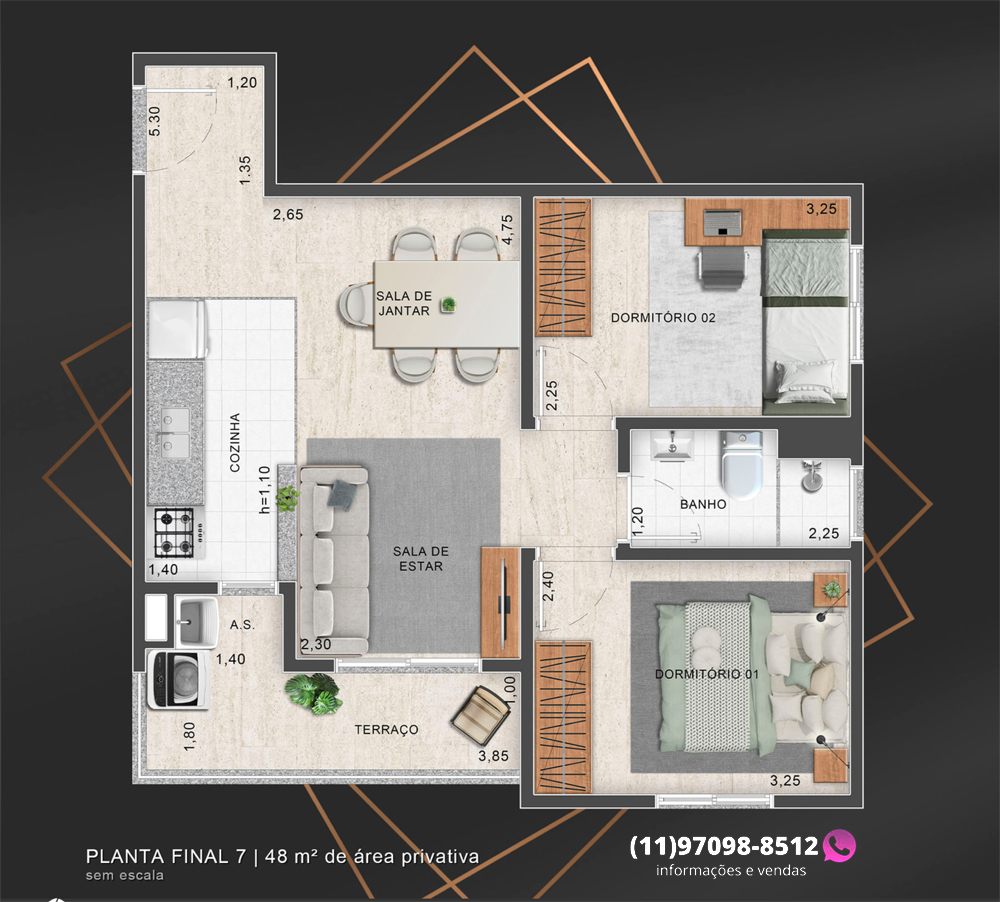 1,20
5.30
1.35
2,65
4,75
3,25
SALA DE
JANTAR
DORMITÓRIO 02
2,25
COZINHA
h=1,10
BANHO
1,20
2,25
SALA DE
ESTAR
1,40
2,40
A.S.
2,30
1,40
DORMITÓRIO 01
1,00
1,80
TERRAÇO
3,85
3,25
PLANTA FINAL 7 | 48 m² de área privativa
sem escala
(11)97098-8512
informações e vendas